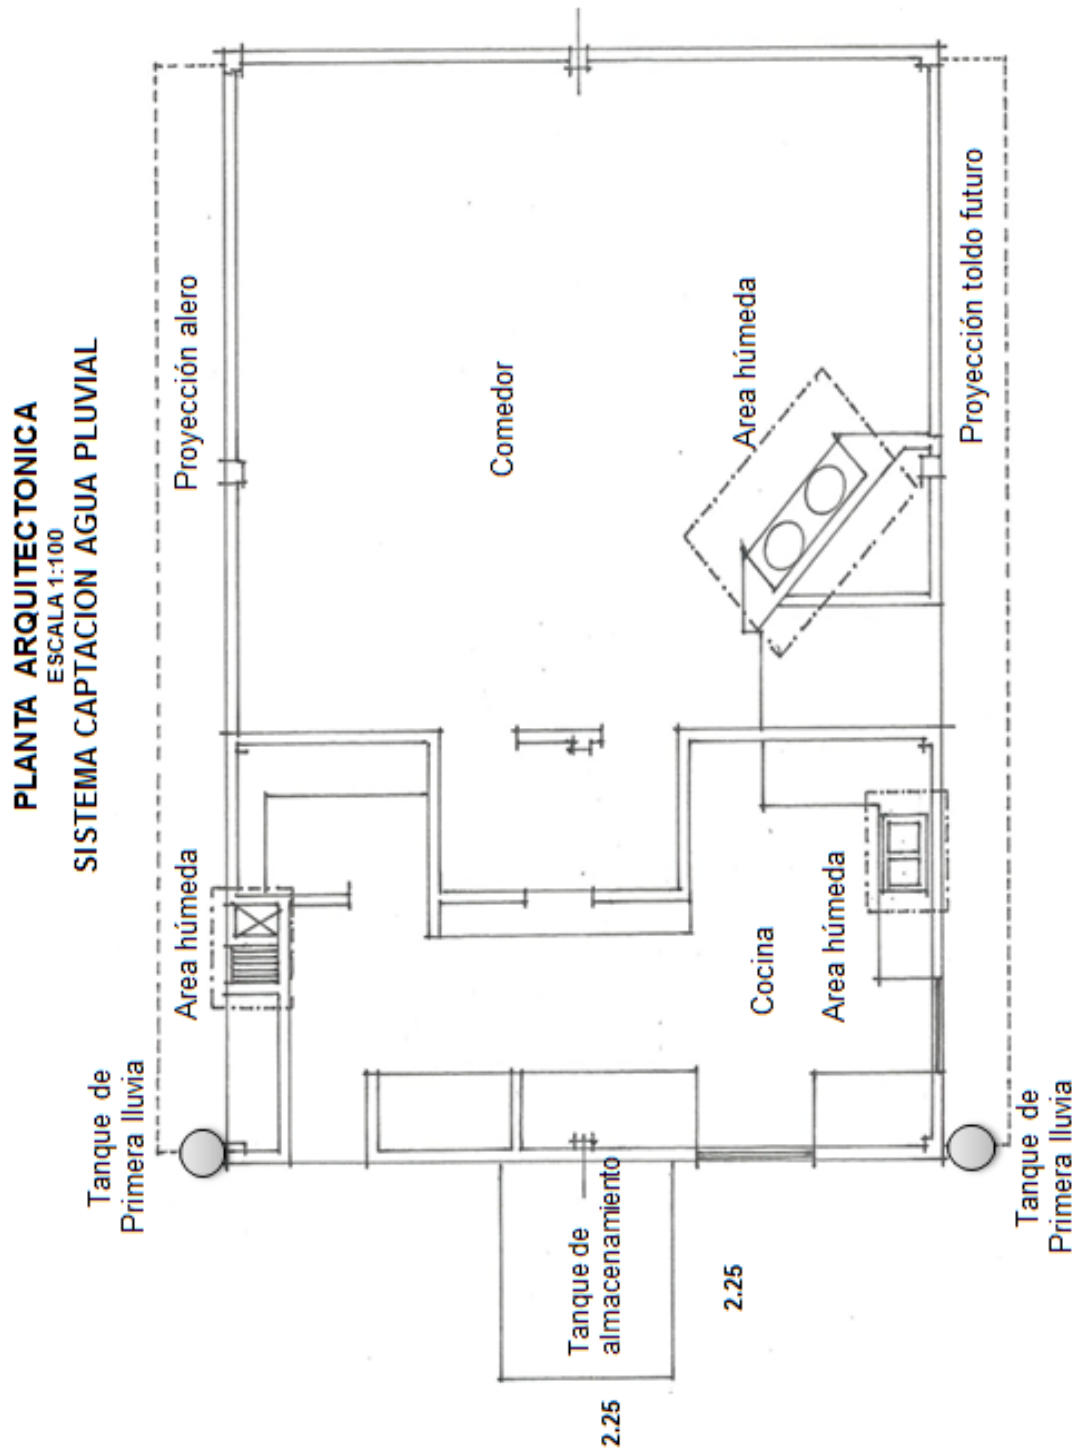 PLANTA ARQUITECTONICA
ESCALA 1:100
SISTEMA CAPTACION AGUA PLUVIAL
Tanque de
Primera lluvia
Area húmeda
Proyección alero
Comedor
Area húmeda
Cocina
Area húmeda
Proyección toldo futuro
Tanque de
almacenamiento
2.25
2.25
Tanque de
Primera lluvia